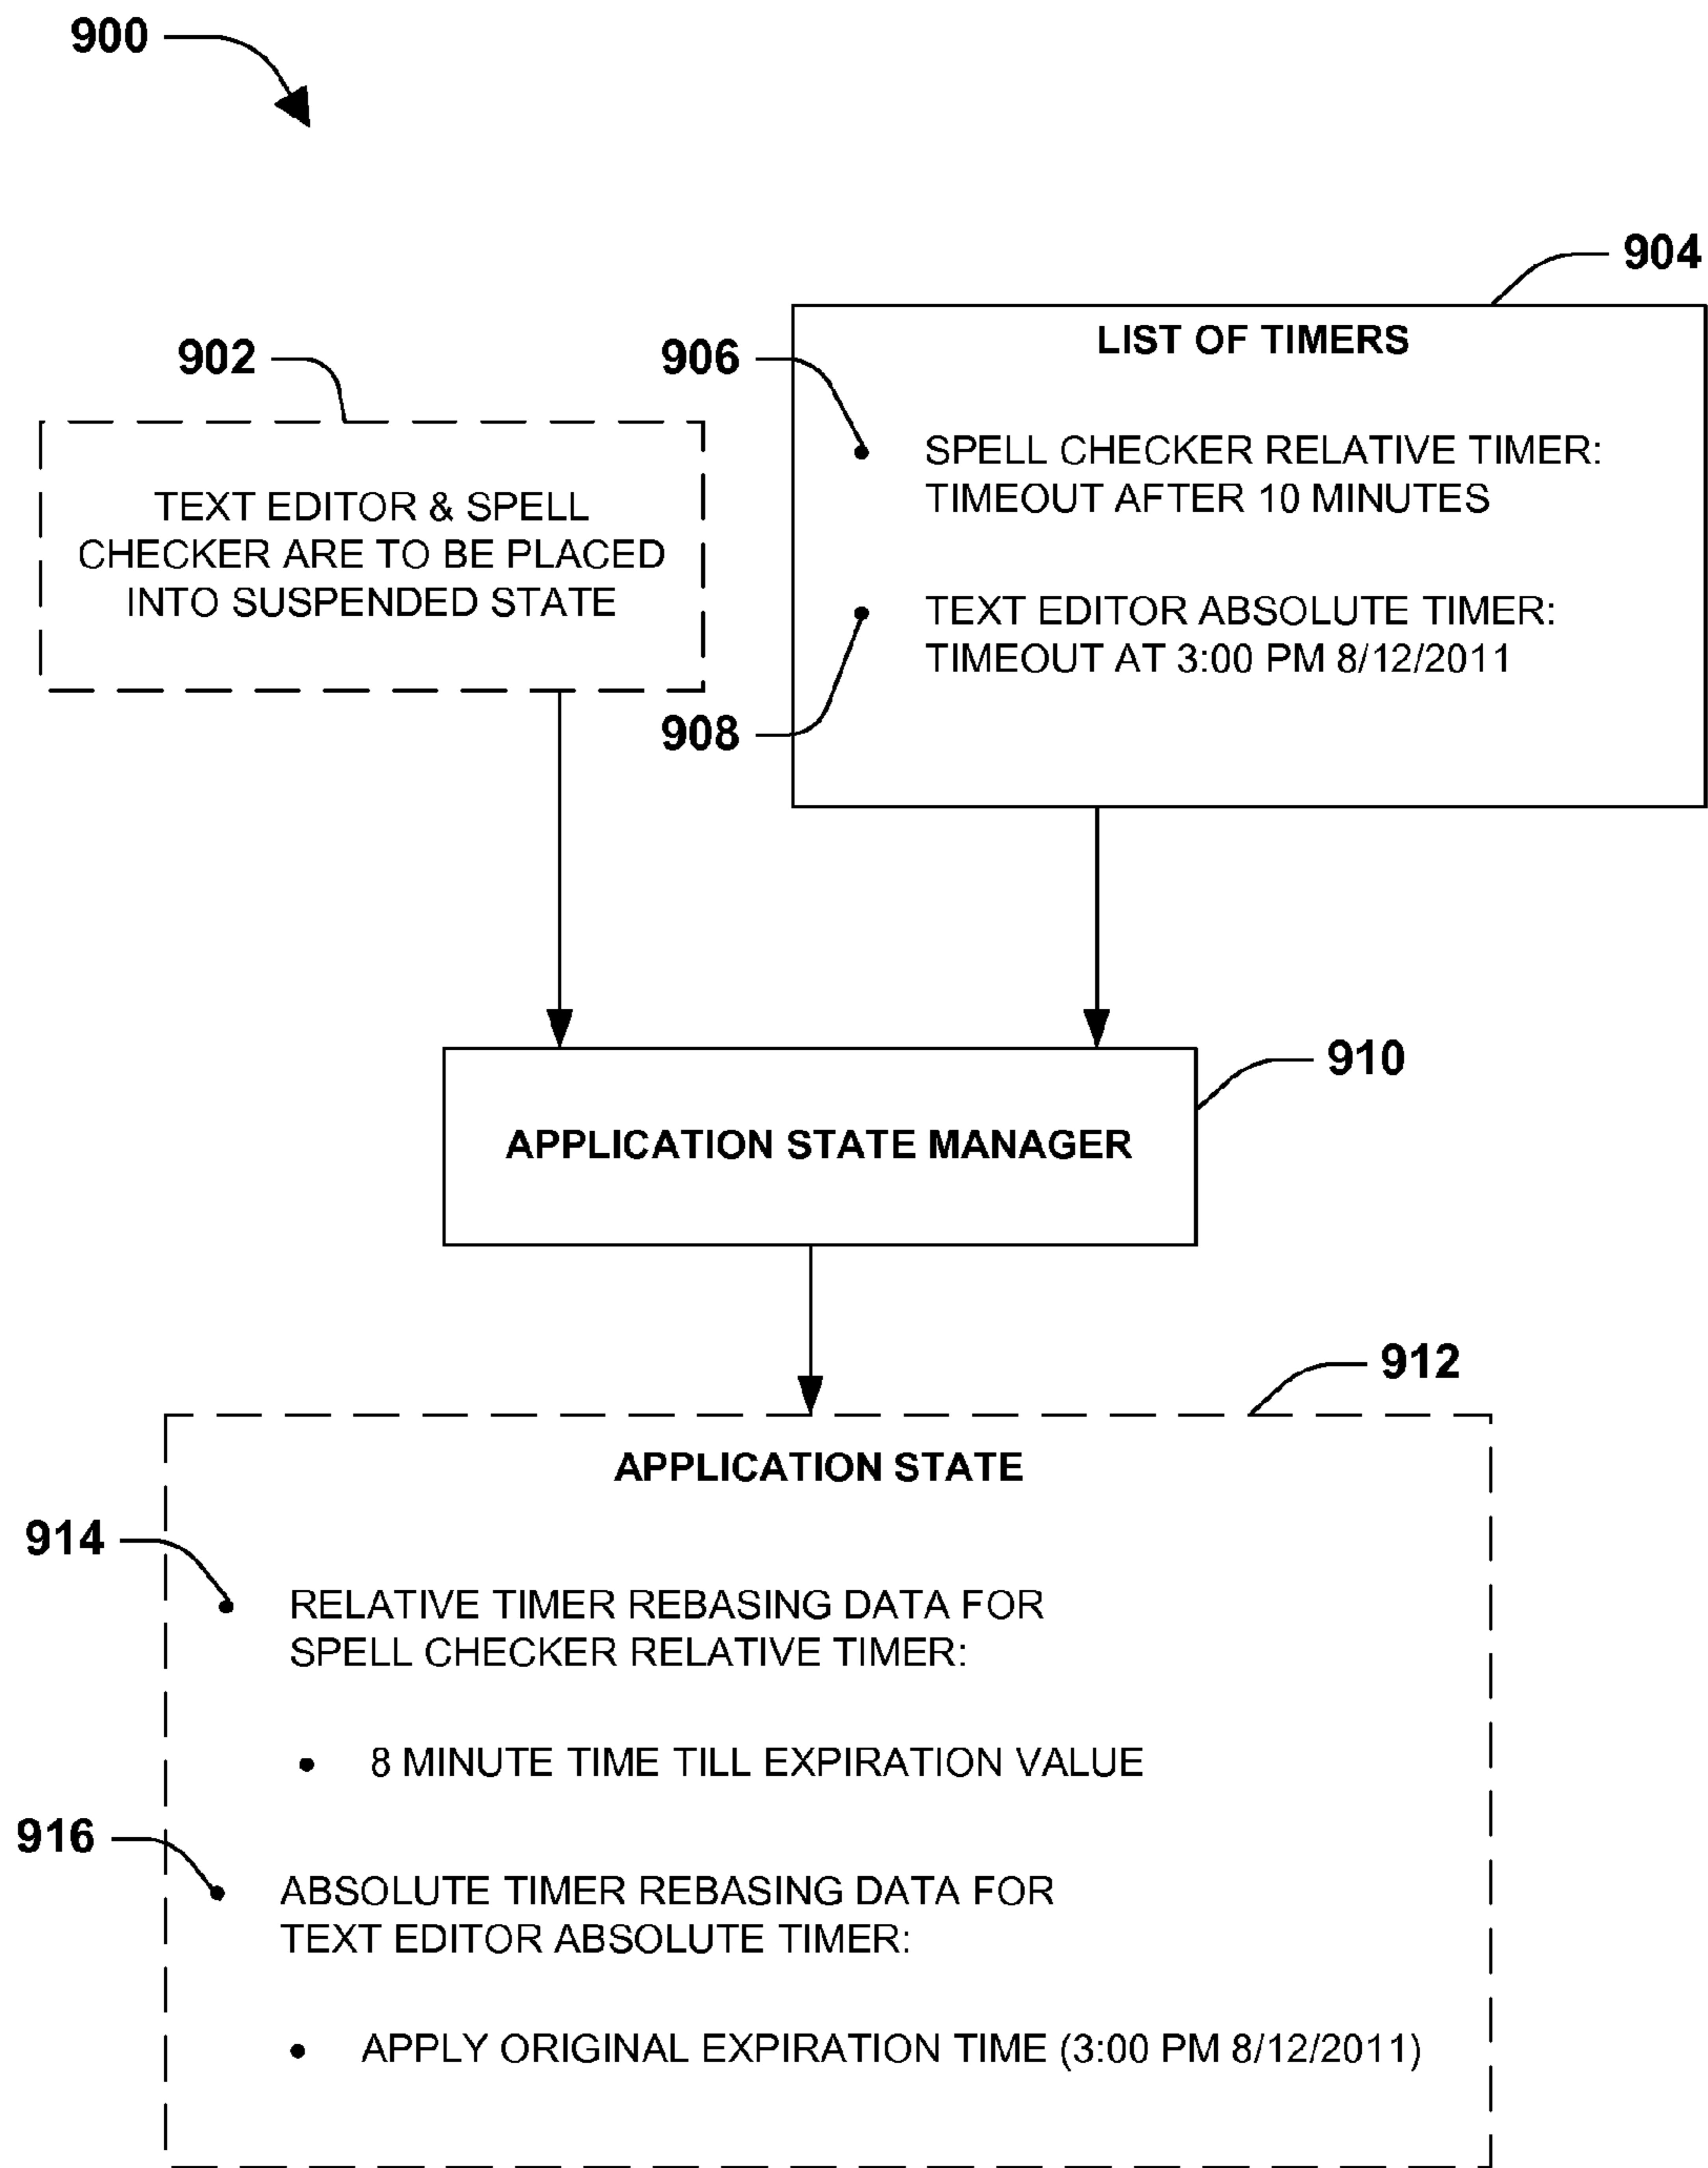 900
904
LIST OF TIMERS
902
906
SPELL CHECKER RELATIVE TIMER:
TIMEOUT AFTER 10 MINUTES
TEXT EDITOR & SPELL
CHECKER ARE TO BE PLACED
INTO SUSPENDED STATE
TEXT EDITOR ABSOLUTE TIMER:
TIMEOUT AT 3:00 PM 8/12/2011
908
910
APPLICATION STATE MANAGER
912
APPLICATION STATE
914
RELATIVE TIMER REBASING DATA FOR
SPELL CHECKER RELATIVE TIMER:
• 8 MINUTE TIME TILL EXPIRATION VALUE
916
ABSOLUTE TIMER REBASING DATA FOR
TEXT EDITOR ABSOLUTE TIMER:
• APPLY ORIGINAL EXPIRATION TIME (3:00 PM 8/12/2011)